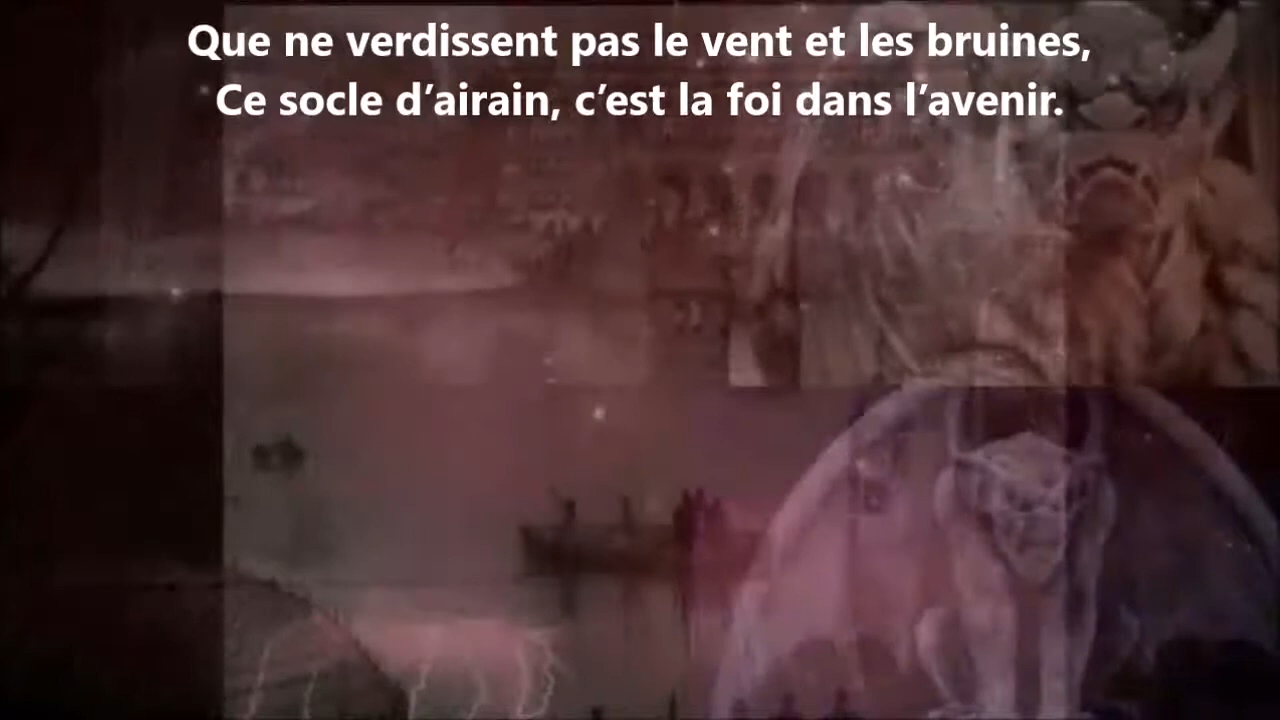 Que ne verdissent pas le vent et les bruines,
Ce socle d’airain, c’est la foi dans l’avenir.